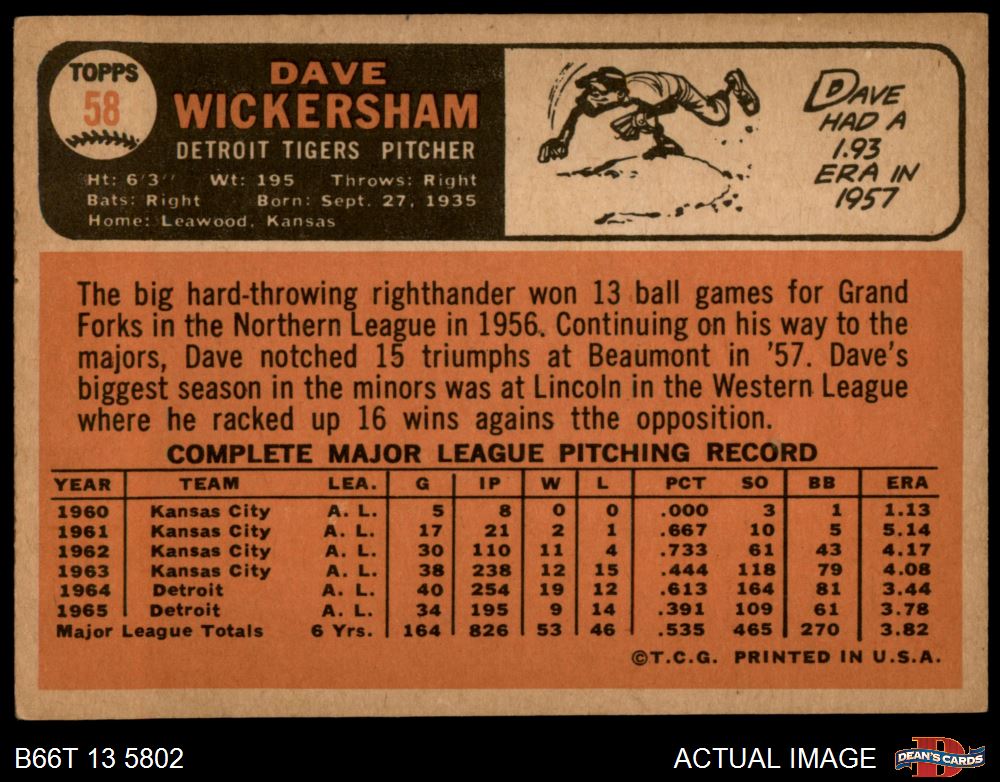 TOPPS
58
DAVE
WICKERSHAM
DETROIT TIGERS PITCHER
Ht: 6'3" Wt: 195 Throws: Right
Bats: Right Born: Sept. 27, 1935
Home: Leawood, Kansas
DAVE
HAD A
1.93
ERA IN
1957
The big hard-throwing righthander won 13 ball games for Grand
Forks in the Northern League in 1956. Continuing on his way to the
majors, Dave notched 15 triumphs at Beaumont in '57. Dave's
biggest season in the minors was at Lincoln in the Western League
where he racked up 16 wins agains tthe opposition.
COMPLETE MAJOR LEAGUE PITCHING RECORD
YEAR TEAM LEA. G IP W L PCT SO BB ERA
1960 Kansas City A. L. 5 8 0 0 .000 3 1 1.13
1961 Kansas City A. L. 17 21 2 1 .667 10 5 5.14
1962 Kansas City A. L. 30 110 11 4 .733 61 43 4.17
1963 Kansas City A. L. 38 238 12 15 .444 118 79 4.08
1964 Detroit A. L. 40 254 19 12 .613 164 81 3.44
1965 Detroit A. L. 34 195 9 14 .391 109 61 3.78
Major League Totals 6 Yrs. 164 826 53 46 .535 465 270 3.82
©T.C.G. PRINTED IN U.S.A.
B66T 13 5802
ACTUAL IMAGE
D
DEAN'S CARDS